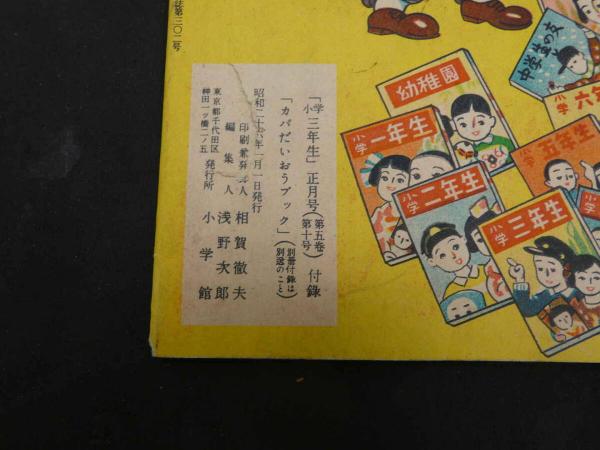 「小学三年生」正月号(第五巻第十号)付録
「カバだいおうブック」(別冊付録は別送のこと)
昭和二十六年一月一日発行
印刷兼発行人 相賀徹夫
編集人 浅野次郎
東京都千代田区
神田一ッ橋二ノ五 発行所 小学館
幼稚園
小学一年生
小学二年生
小学三年生
小学五年生
小学六年
中学生の友
第三〇二号